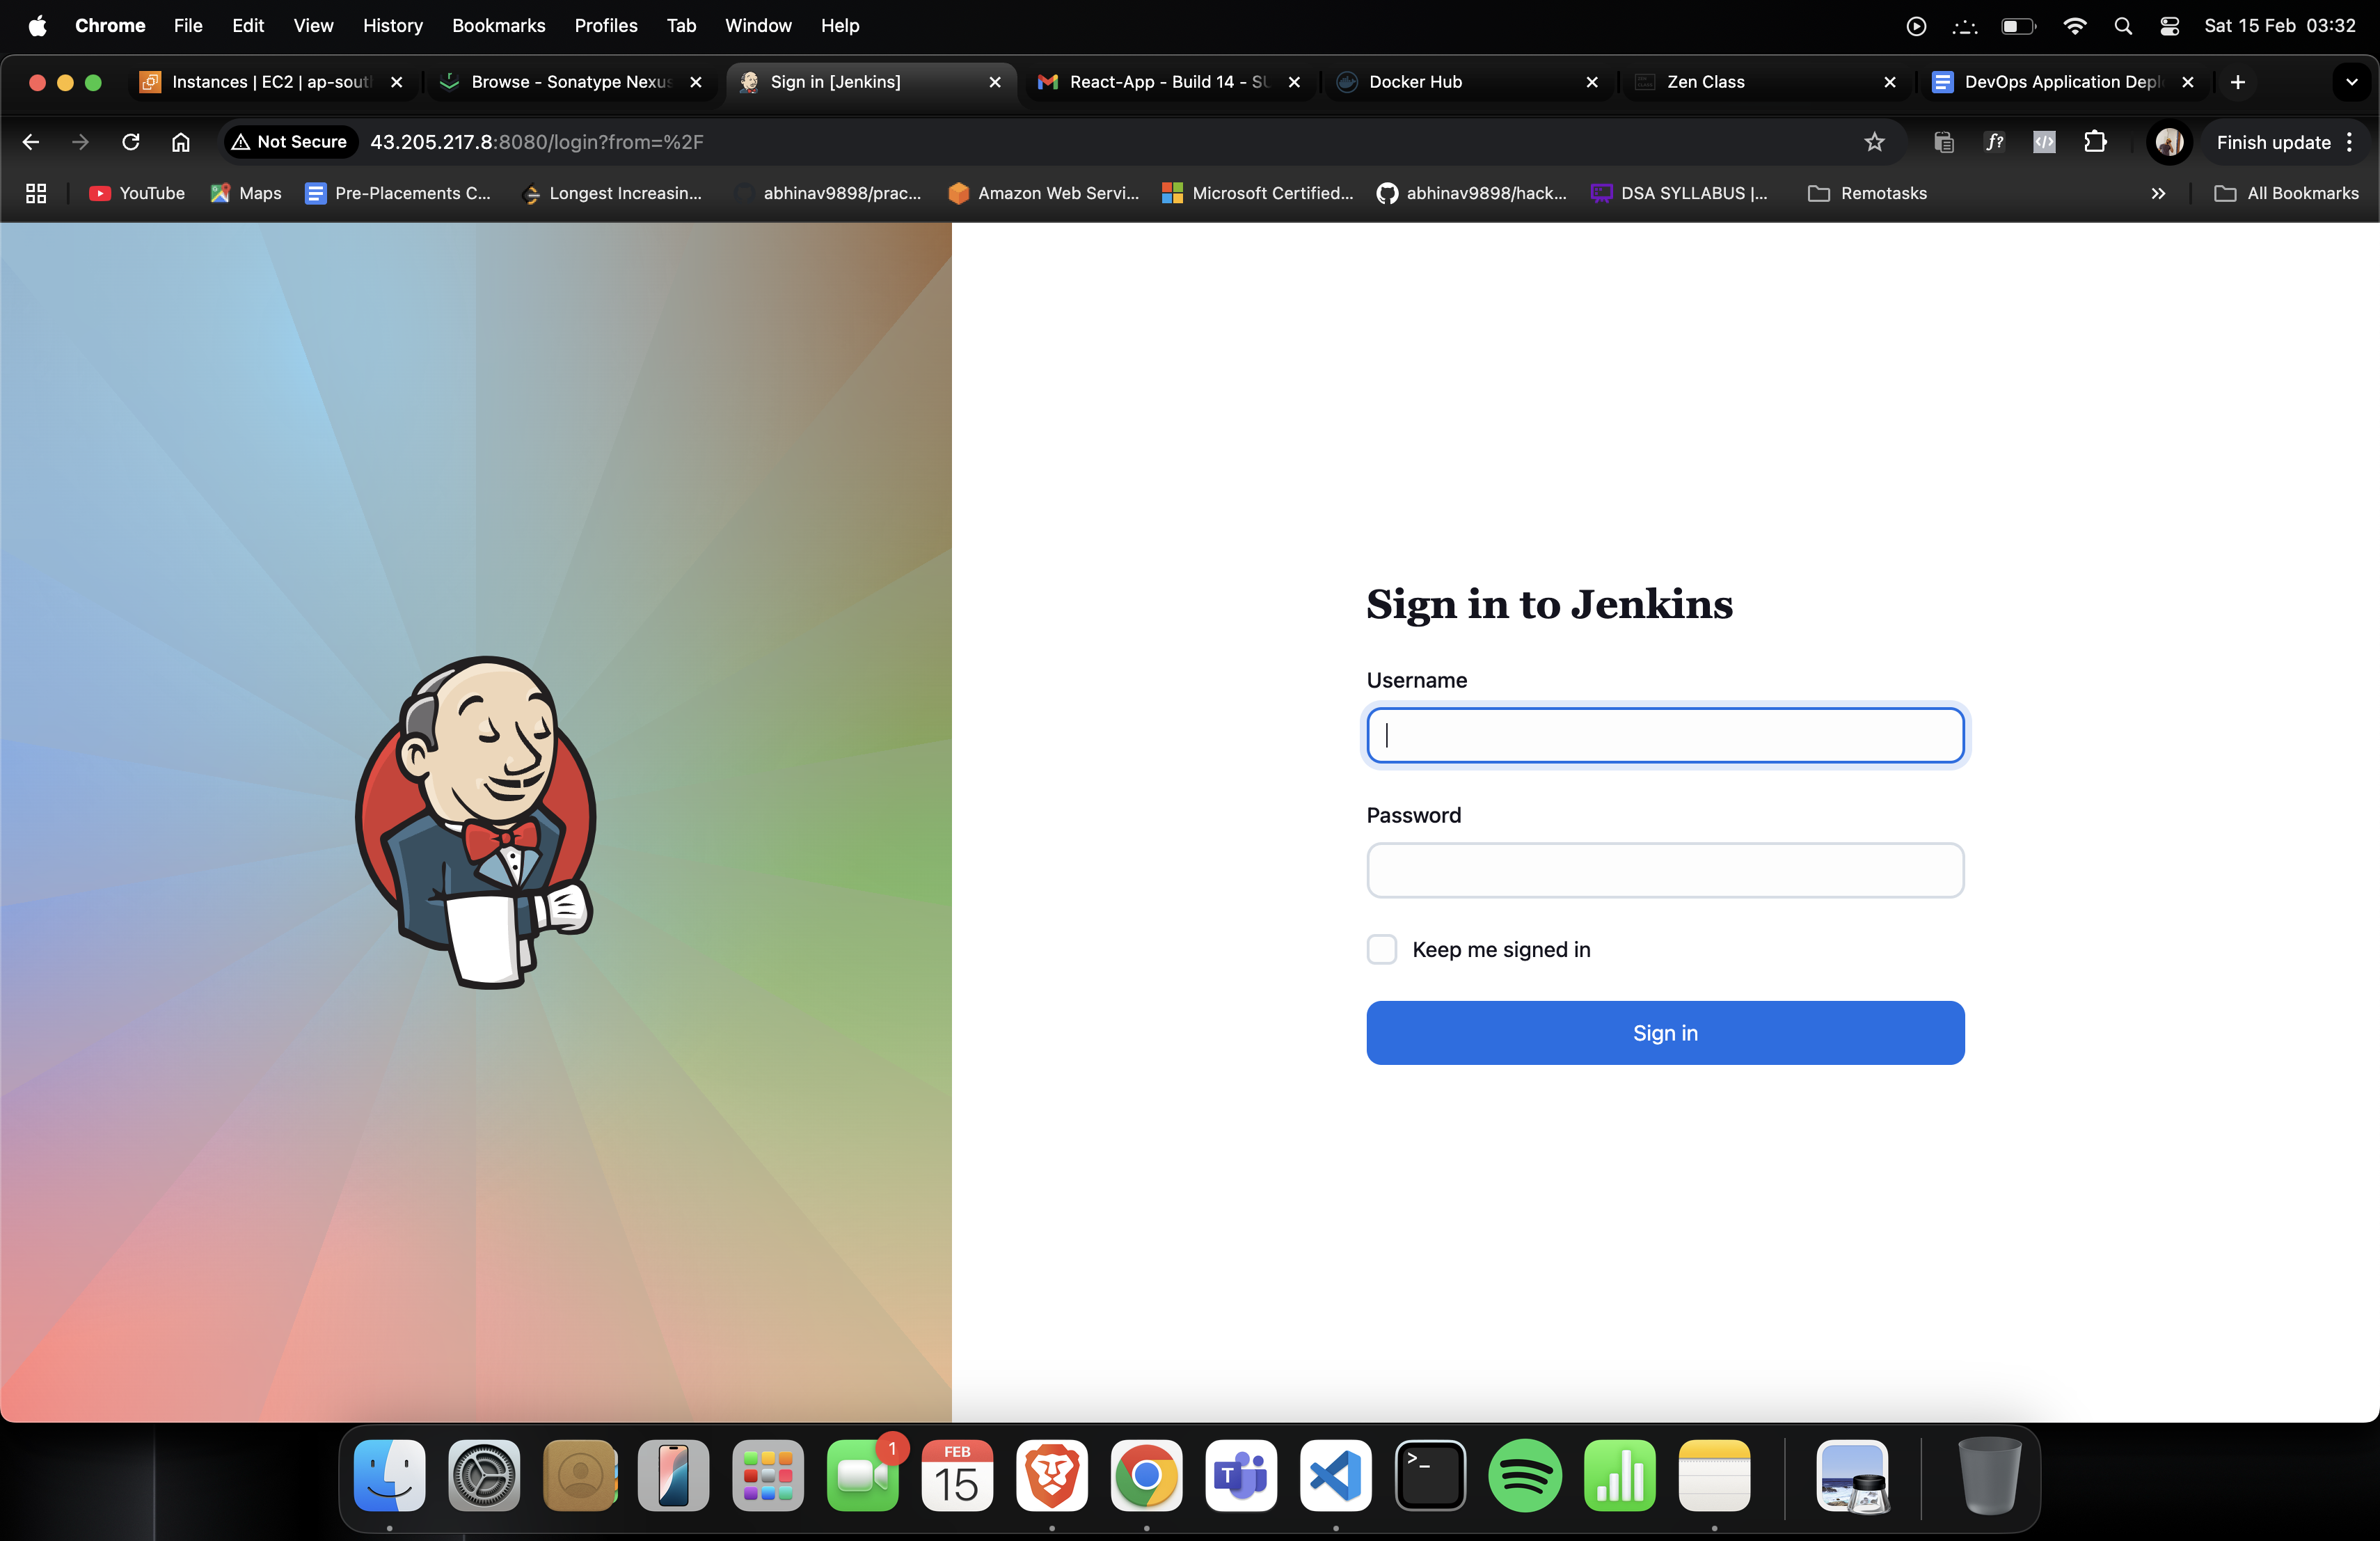 Chrome File Edit View History Bookmarks Profiles Tab Window Help Sat 15 Feb 03:32
Instances | EC2 | ap-sout Browse - Sonatype Nexus Sign in [Jenkins] React-App - Build 14 - SU Docker Hub Zen Class DevOps Application Depl
Not Secure 43.205.217.8:8080/login?from=%2F f? </> Finish update
YouTube Maps Pre-Placements C... Longest Increasin... abhinav9898/prac... Amazon Web Servi... Microsoft Certified... abhinav9898/hack... DSA SYLLABUS |... Remotasks » All Bookmarks
Sign in to Jenkins
Username
Password
Keep me signed in
Sign in
1
FEB
15
T
>_